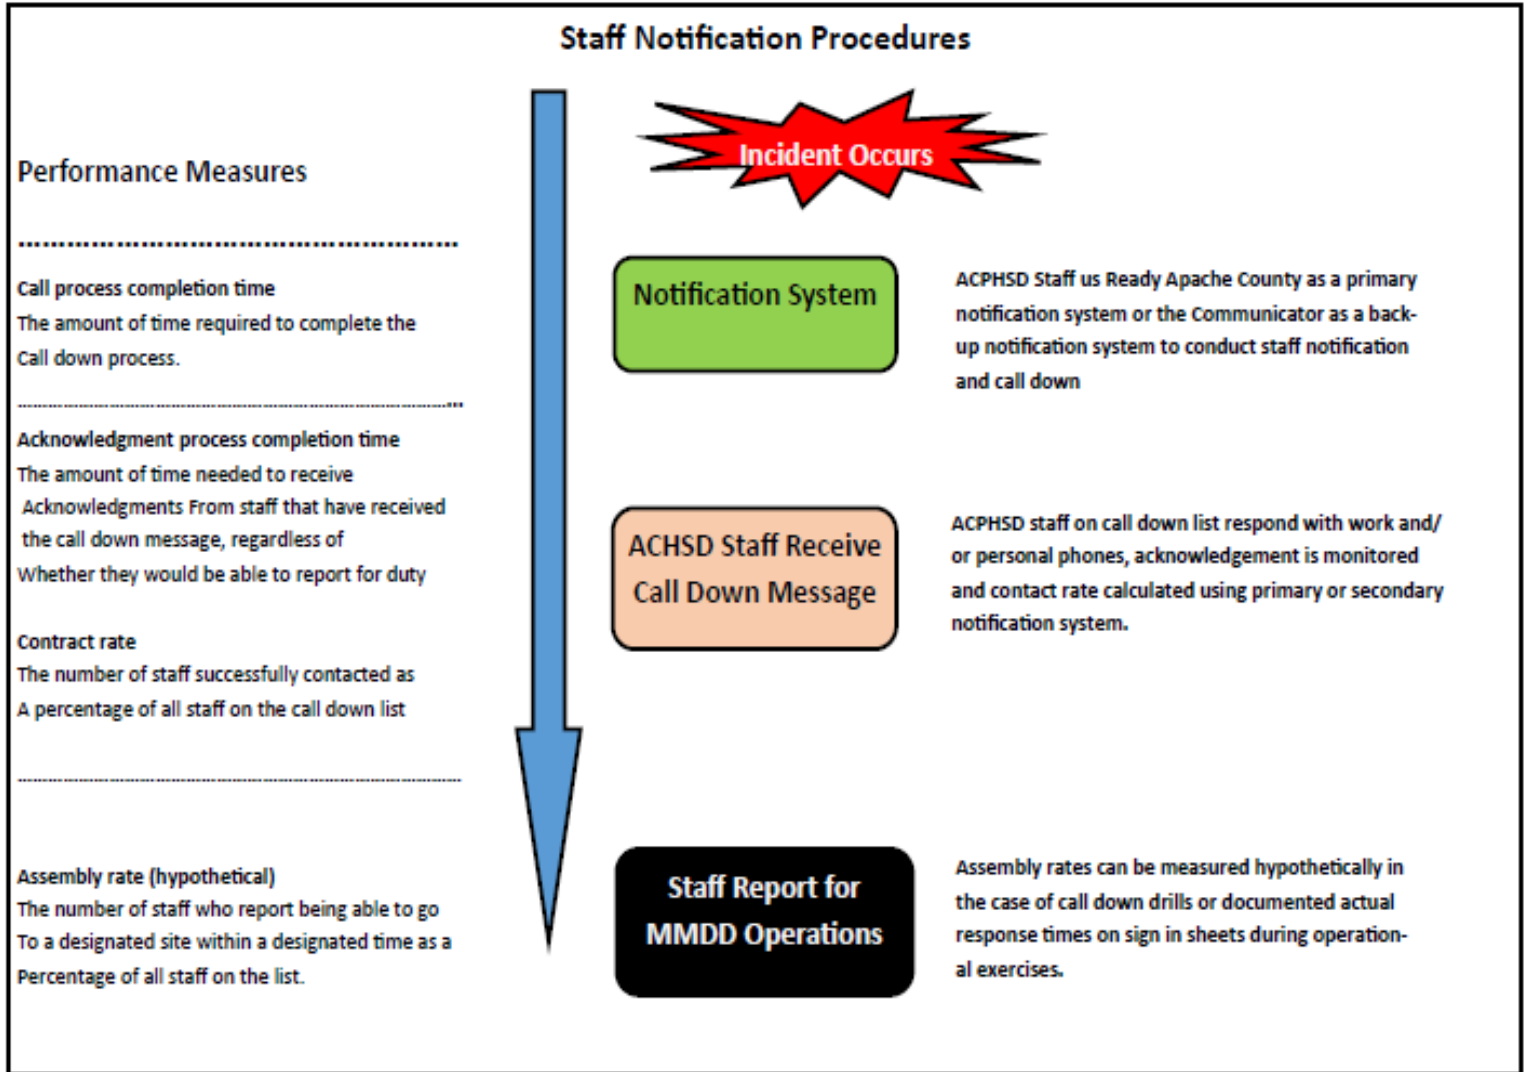 Staff Notification Procedures
Incident Occurs
Performance Measures
Call process completion time
The amount of time required to complete the
Call down process.
Notification System
ACPHSD Staff us Ready Apache County as a primary
notification system or the Communicator as a back-
up notification system to conduct staff notification
and call down
Acknowledgment process completion time
The amount of time needed to receive
Acknowledgments From staff that have received
the call down message, regardless of
Whether they would be able to report for duty
Contract rate
The number of staff successfully contacted as
A percentage of all staff on the call down list
ACHSD Staff Receive
Call Down Message
ACPHSD staff on call down list respond with work and/
or personal phones, acknowledgement is monitored
and contact rate calculated using primary or secondary
notification system.
Assembly rate (hypothetical)
The number of staff who report being able to go
To a designated site within a designated time as a
Percentage of all staff on the list.
Staff Report for
MMDD Operations
Assembly rates can be measured hypothetically in
the case of call down drills or documented actual
response times on sign in sheets during operation-
al exercises.